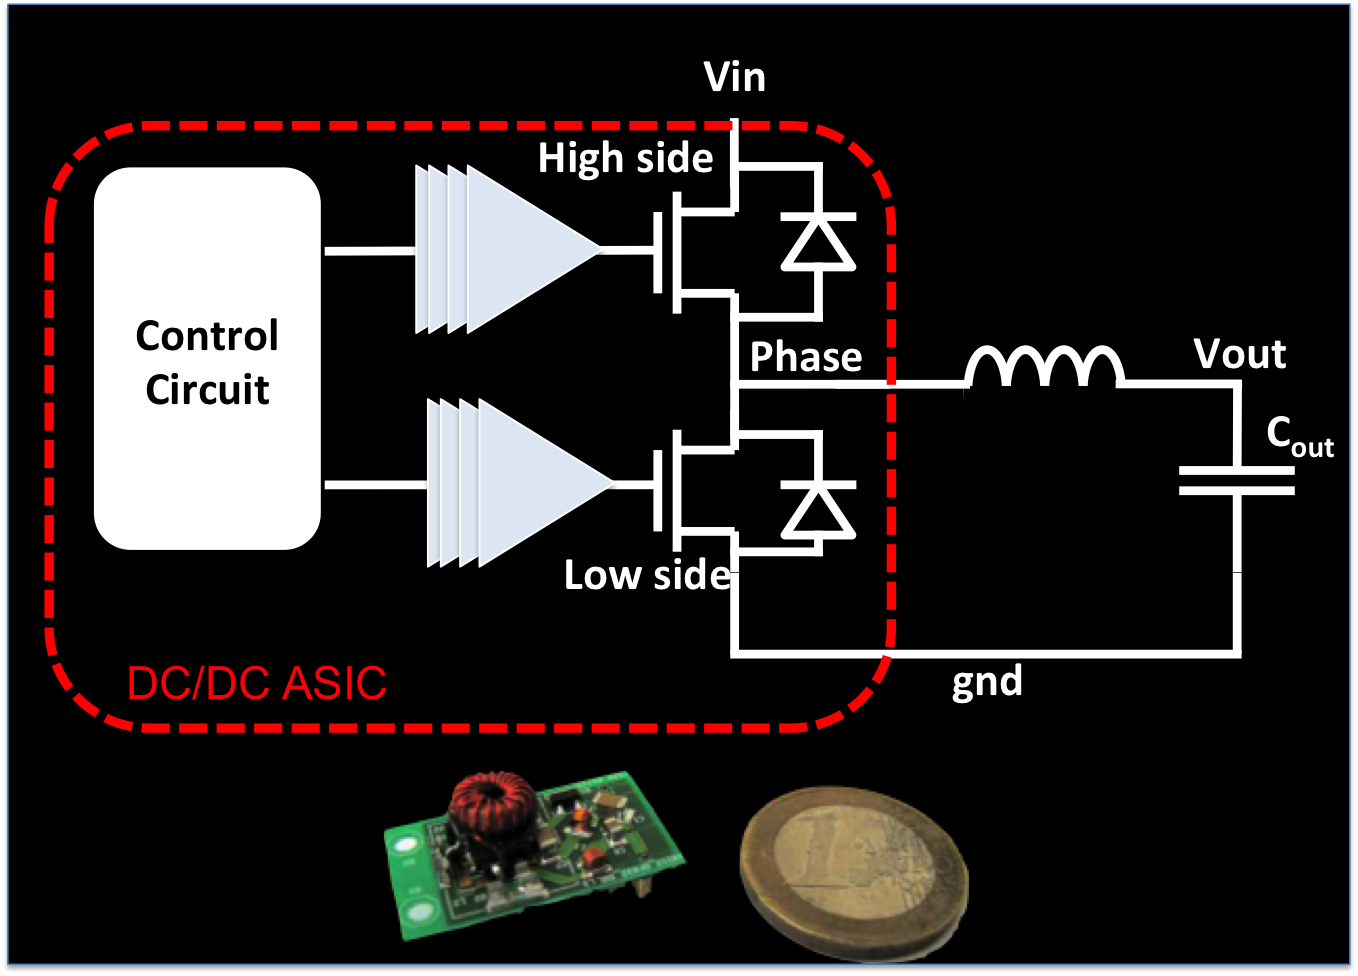 Vin
High side
Control
Circuit
Phase
Vout
Cout
Low side
DC/DC ASIC
gnd